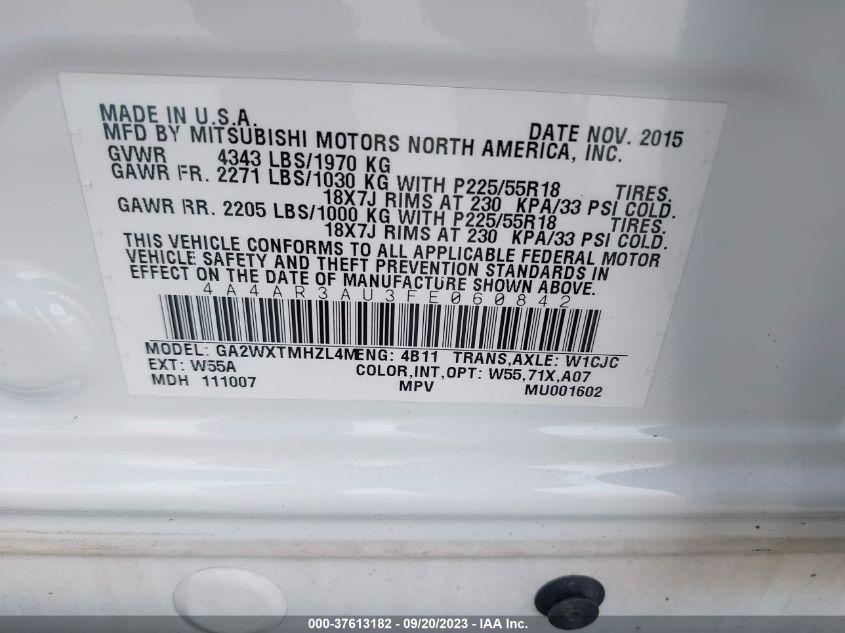 MADE IN U.S.A. DATE NOV. 2015
MFD BY MITSUBISHI MOTORS NORTH AMERICA, INC.
GVWR 4343 LBS/1970 KG
GAWR FR. 2271 LBS/1030 KG WITH P225/55R18 TIRES.
18X7J RIMS AT 230 KPA/33 PSI COLD.
GAWR RR. 2205 LBS/1000 KG WITH P225/55R18 TIRES.
18X7J RIMS AT 230 KPA/33 PSI COLD.
THIS VEHICLE CONFORMS TO ALL APPLICABLE FEDERAL MOTOR
VEHICLE SAFETY AND THEFT PREVENTION STANDARDS IN
EFFECT ON THE DATE OF MANUFACTURE SHOWN ABOVE.
4A4AR3AU3FE060842
MODEL: GA2WXTMHZL4MENG: 4B11 TRANS,AXLE: W1CJC
EXT: W55A COLOR,INT,OPT: W55,71X,A07
MDH 111007 MPV MU001602
000-37613182 - 09/20/2023 - IAA Inc.